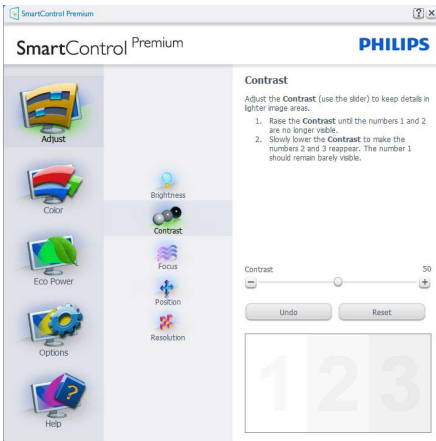 SmartControl Premium
SmartControl Premium
PHILIPS
Adjust
Color
Eco Power
Options
Help
Brightness
Contrast
Focus
Position
Resolution
Contrast
Adjust the Contrast (use the slider) to keep details in
lighter image areas.
1. Raise the Contrast until the numbers 1 and 2
are no longer visible.
2. Slowly lower the Contrast to make the
numbers 2 and 3 reappear. The number 1
should remain barely visible.
Contrast 50
Undo Reset
1 2 3